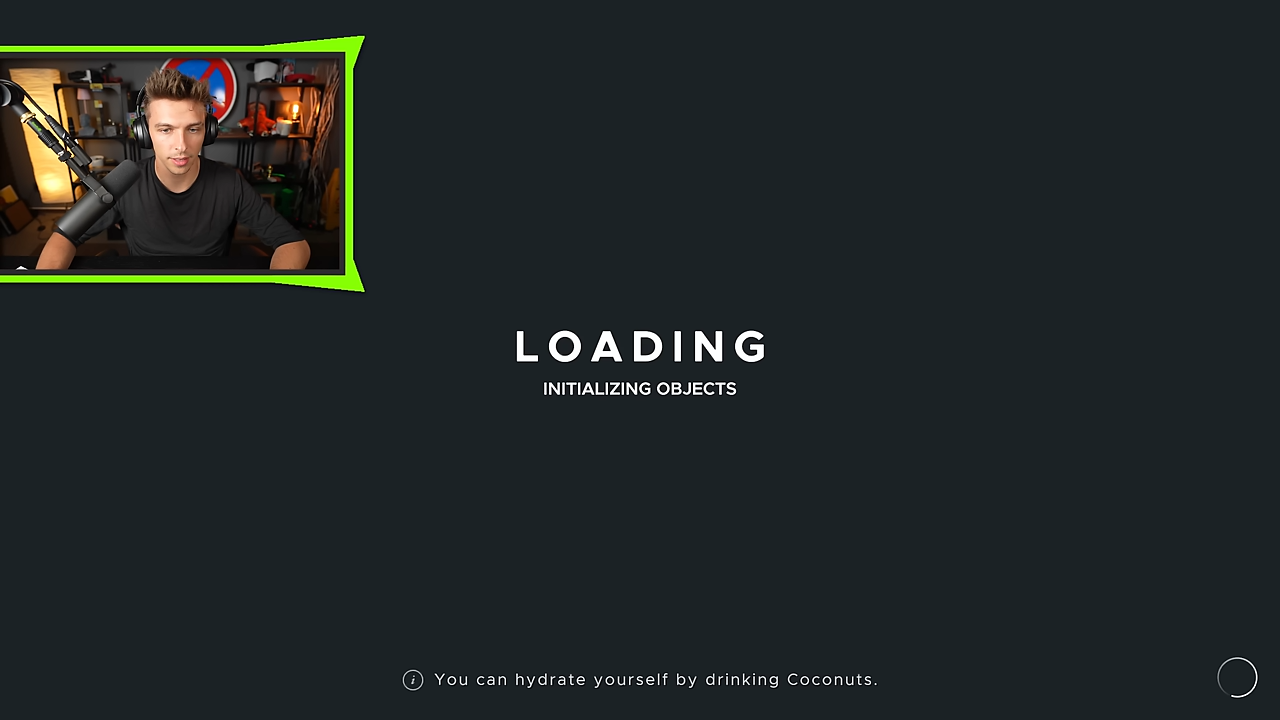 LOADING
INITIALIZING OBJECTS
You can hydrate yourself by drinking Coconuts.